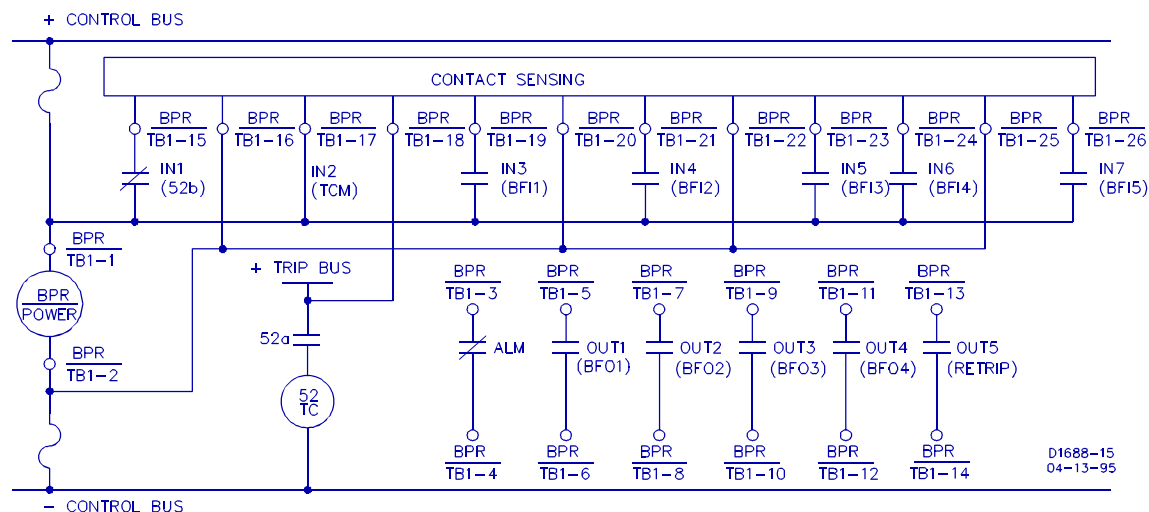 + CONTROL BUS
CONTACT SENSING
BPR BPR BPR BPR BPR BPR BPR BPR BPR BPR BPR BPR
TB1-15 TB1-16 TB1-17 TB1-18 TB1-19 TB1-20 TB1-21 TB1-22 TB1-23 TB1-24 TB1-25 TB1-26
IN1 IN2 IN3 IN4 IN5 IN6 IN7
(52b) (TCM) (BFI1) (BFI2) (BFI3) (BFI4) (BFI5)
BPR
TB1-1
+ TRIP BUS
BPR BPR BPR BPR BPR BPR
TB1-3 TB1-5 TB1-7 TB1-9 TB1-11 TB1-13
BPR
POWER
52a
ALM OUT1 OUT2 OUT3 OUT4 OUT5
(BFO1) (BFO2) (BFO3) (BFO4) (RETRIP)
BPR
TB1-2
52
TC
BPR BPR BPR BPR BPR BPR
TB1-4 TB1-6 TB1-8 TB1-10 TB1-12 TB1-14
D1688-15
04-13-95
- CONTROL BUS